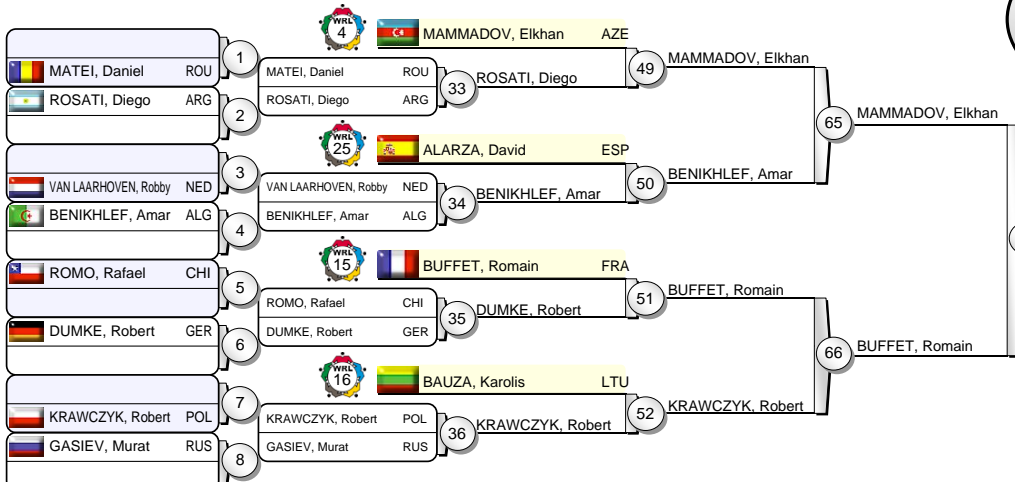 WRL
4
MAMMADOV, Elkhan AZE
1
MATEI, Daniel ROU
MATEI, Daniel ROU
ROSATI, Diego ARG
33
ROSATI, Diego
49
MAMMADOV, Elkhan
ROSATI, Diego ARG
2
65
MAMMADOV, Elkhan
WRL
25
ALARZA, David ESP
3
VAN LAARHOVEN, Robby NED
VAN LAARHOVEN, Robby NED
BENIKHLEF, Amar ALG
34
BENIKHLEF, Amar
50
BENIKHLEF, Amar
BENIKHLEF, Amar ALG
4
WRL
15
BUFFET, Romain FRA
ROMO, Rafael CHI
5
ROMO, Rafael CHI
DUMKE, Robert GER
35
DUMKE, Robert
51
BUFFET, Romain
DUMKE, Robert GER
6
66
BUFFET, Romain
WRL
16
BAUZA, Karolis LTU
7
KRAWCZYK, Robert POL
KRAWCZYK, Robert POL
GASIEV, Murat RUS
36
KRAWCZYK, Robert
52
KRAWCZYK, Robert
GASIEV, Murat RUS
8